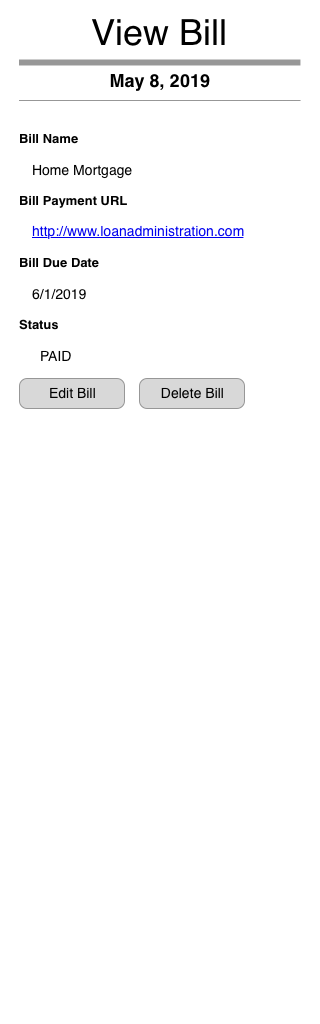 View Bill
May 8, 2019
Bill Name
Home Mortgage
Bill Payment URL
http://www.loanadministration.com
Bill Due Date
6/1/2019
Status
PAID
Edit Bill Delete Bill